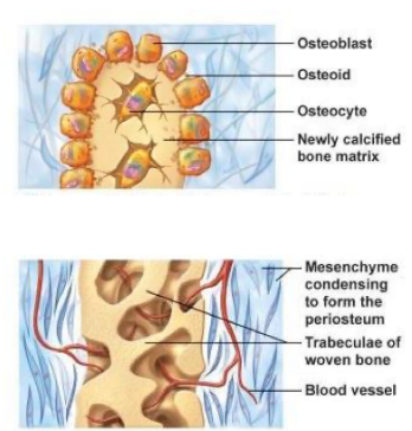 Osteoblast
Osteoid
Osteocyte
Newly calcified
bone matrix
Mesenchyme
condensing
to form the
periosteum
Trabeculae of
woven bone
Blood vessel